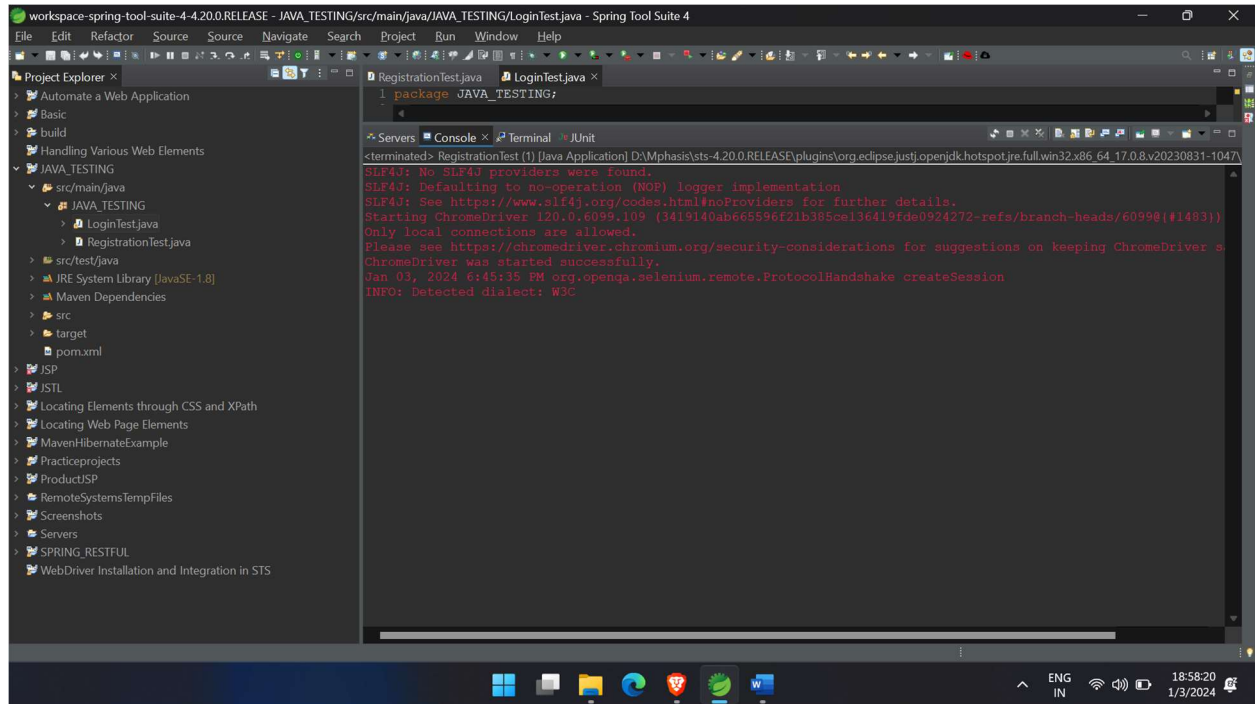 workspace-spring-tool-suite-4-4.20.0.RELEASE - JAVA_TESTING/src/main/java/JAVA_TESTING/LoginTest.java - Spring Tool Suite 4
File Edit Refactor Source Source Navigate Search Project Run Window Help
Project Explorer ×
Automate a Web Application
Basic
build
Handling Various Web Elements
JAVA_TESTING
src/main/java
JAVA_TESTING
LoginTest.java
RegistrationTest.java
src/test/java
JRE System Library [JavaSE-1.8]
Maven Dependencies
src
target
pom.xml
JSP
JSTL
Locating Elements through CSS and XPath
Locating Web Page Elements
MavenHibernateExample
Practiceprojects
ProductJSP
RemoteSystemsTempFiles
Screenshots
Servers
SPRING_RESTFUL
WebDriver Installation and Integration in STS
RegistrationTest.java LoginTest.java ×
1 package JAVA_TESTING;
Servers Console × Terminal JUnit
<terminated> RegistrationTest (1) [Java Application] D:\Mphasis\sts-4.20.0.RELEASE\plugins\org.eclipse.justj.openjdk.hotspot.jre.full.win32.x86_64_17.0.8.v20230831-1047\
SLF4J: No SLF4J providers were found.
SLF4J: Defaulting to no-operation (NOP) logger implementation
SLF4J: See https://www.slf4j.org/codes.html#noProviders for further details.
Starting ChromeDriver 120.0.6099.109 (3419140ab665596f21b385ce136419fde0924272-refs/branch-heads/6099@{#1483})
Only local connections are allowed.
Please see https://chromedriver.chromium.org/security-considerations for suggestions on keeping ChromeDriver s
ChromeDriver was started successfully.
Jan 03, 2024 6:45:35 PM org.openqa.selenium.remote.ProtocolHandshake createSession
INFO: Detected dialect: W3C
ENG
IN
18:58:20
1/3/2024